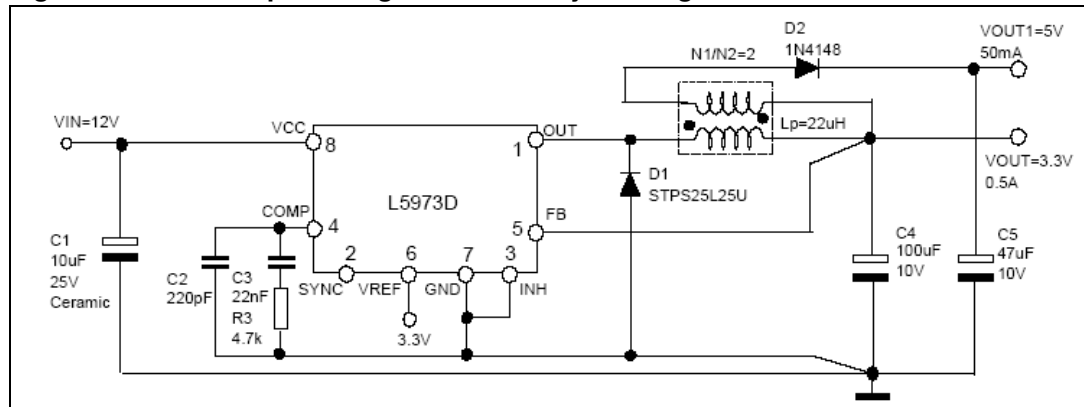 D2
1N4148
VOUT1=5V
50mA
N1/N2=2
VIN=12V
VCC
8
OUT
1
Lp=22uH
VOUT=3.3V
0.5A
D1
STPS25L25U
L5973D
COMP
4
FB
5
C1
10uF
25V
Ceramic
C2
220pF
C3
22nF
R3
4.7k
2
SYNC
6
VREF
7
GND
3
INH
3.3V
C4
100uF
10V
C5
47uF
10V